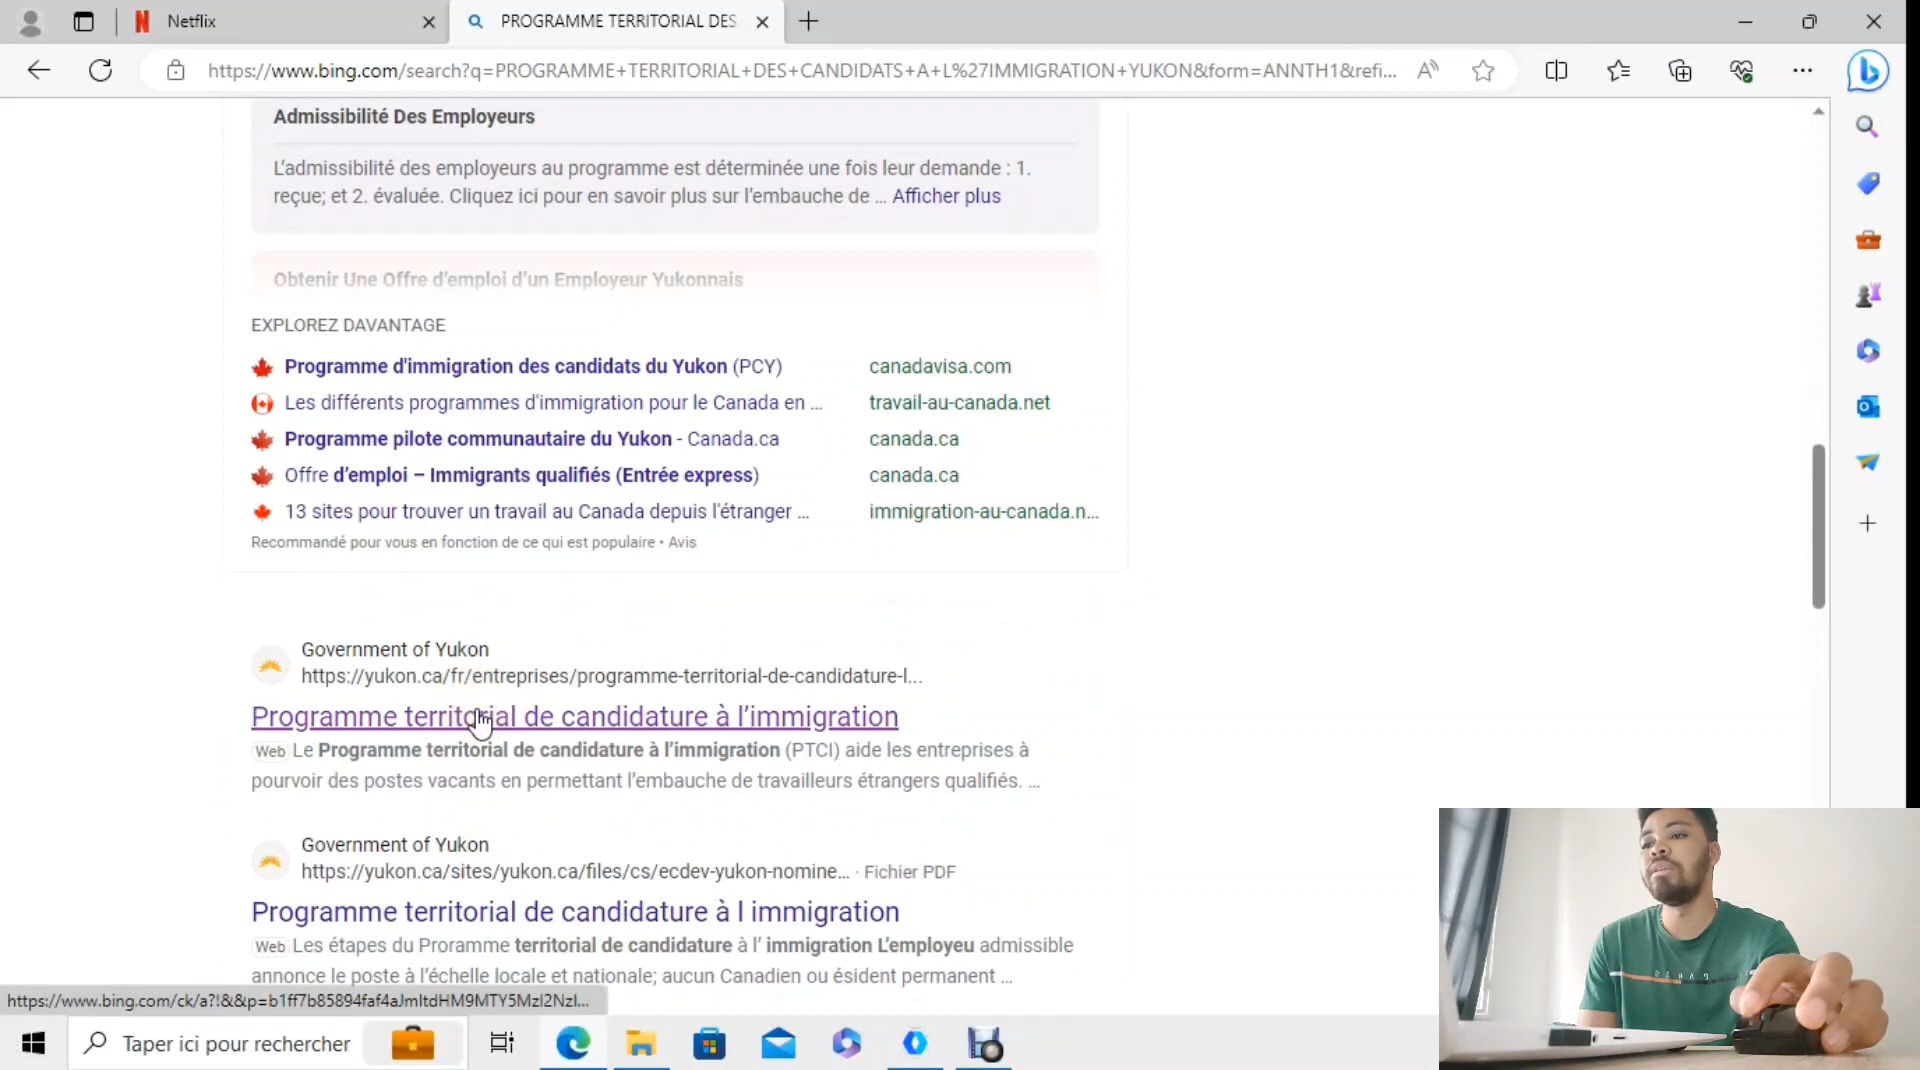 Netflix
PROGRAMME TERRITORIAL DES
https://www.bing.com/search?q=PROGRAMME+TERRITORIAL+DES+CANDIDATS+A+L%27IMMIGRATION+YUKON&form=ANNTH1&refi...
Admissibilité Des Employeurs
L'admissibilité des employeurs au programme est déterminée une fois leur demande : 1.
reçue; et 2. évaluée. Cliquez ici pour en savoir plus sur l'embauche de ... Afficher plus
Obtenir Une Offre d'emploi d'un Employeur Yukonnais
EXPLOREZ DAVANTAGE
Programme d'immigration des candidats du Yukon (PCY) canadavisa.com
Les différents programmes d'immigration pour le Canada en ... travail-au-canada.net
Programme pilote communautaire du Yukon - Canada.ca canada.ca
Offre d'emploi – Immigrants qualifiés (Entrée express) canada.ca
13 sites pour trouver un travail au Canada depuis l'étranger ... immigration-au-canada.n...
Recommandé pour vous en fonction de ce qui est populaire • Avis
Government of Yukon
https://yukon.ca/fr/entreprises/programme-territorial-de-candidature-l...
Programme territorial de candidature à l'immigration
Web Le Programme territorial de candidature à l'immigration (PTCI) aide les entreprises à
pourvoir des postes vacants en permettant l'embauche de travailleurs étrangers qualifiés. ...
Government of Yukon
https://yukon.ca/sites/yukon.ca/files/cs/ecdev-yukon-nomine... · Fichier PDF
Programme territorial de candidature à l immigration
Web Les étapes du Proramme territorial de candidature à l' immigration L'employeu admissible
annonce le poste à l'échelle locale et nationale; aucun Canadien ou ésident permanent ...
https://www.bing.com/ck/a?!&&p=b1ff7b85894faf4aJmltdHM9MTY5MzI2NzI...
Taper ici pour rechercher